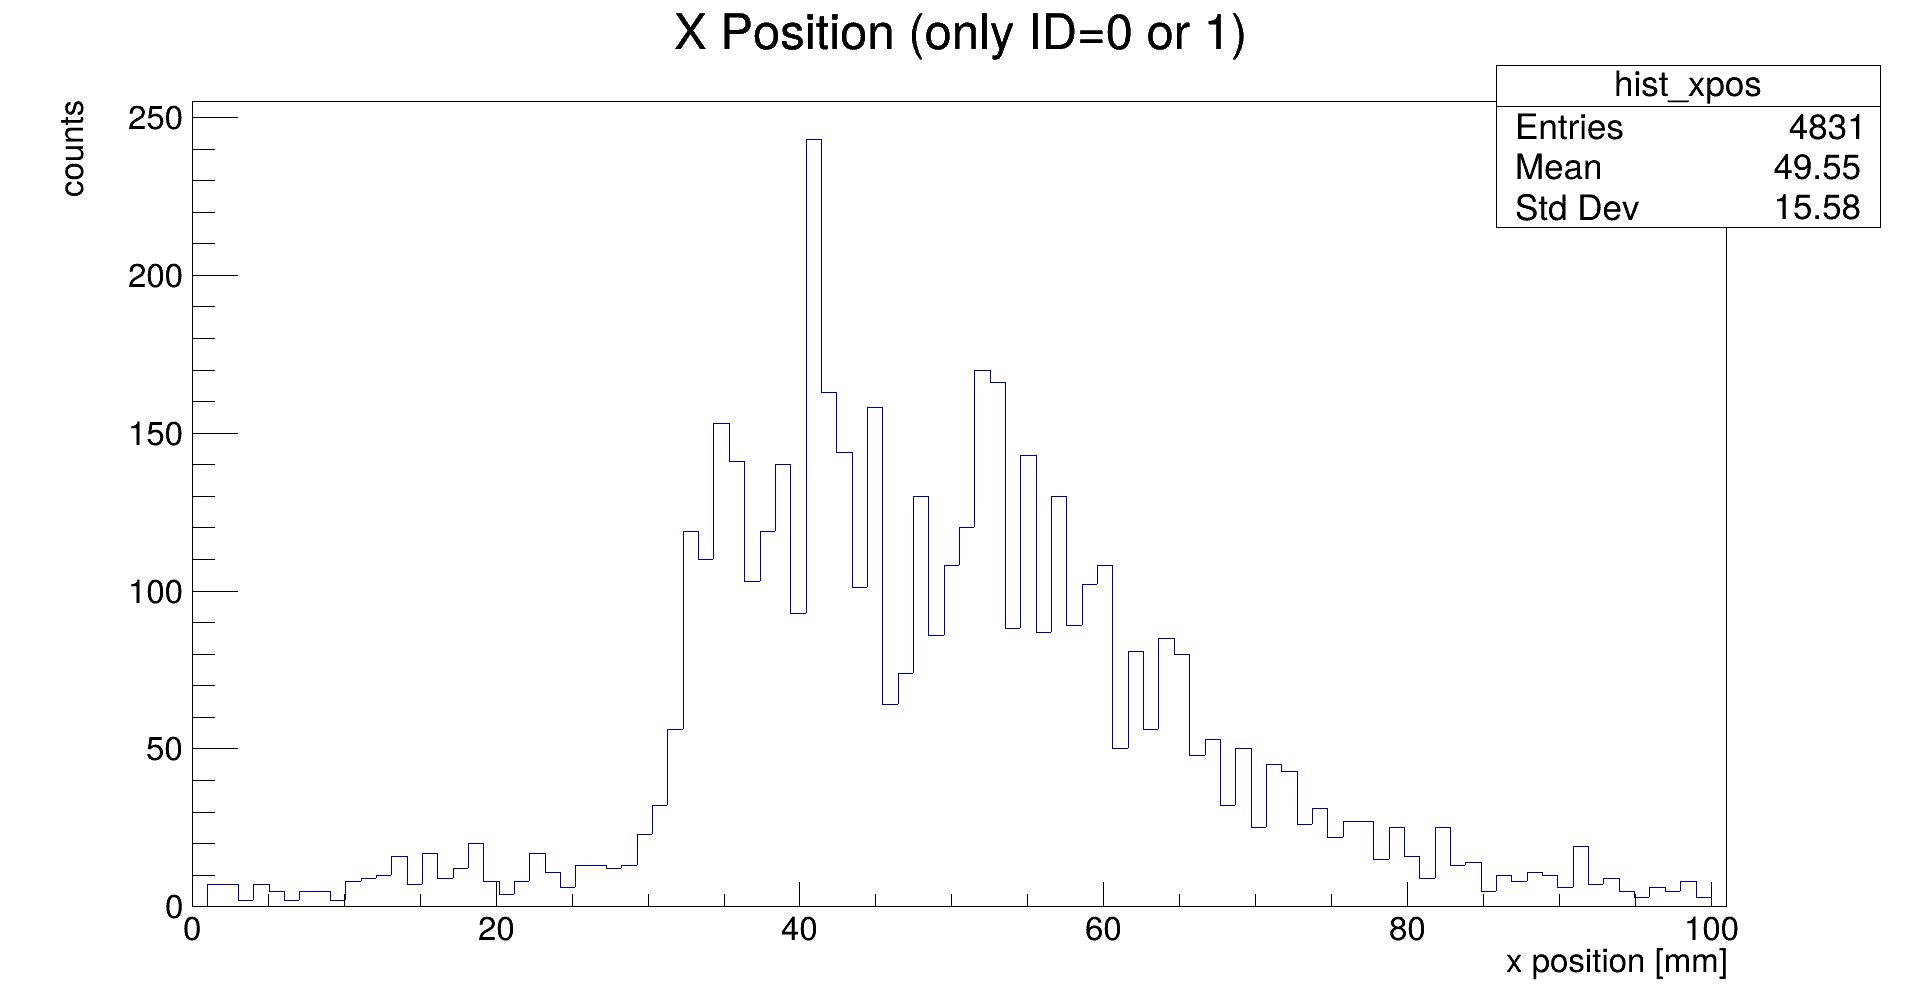 X Position (only ID=0 or 1)
hist_xpos
Entries 4831
Mean 49.55
Std Dev 15.58
counts
250
200
150
100
50
0
0 20 40 60 80 100
x position [mm]